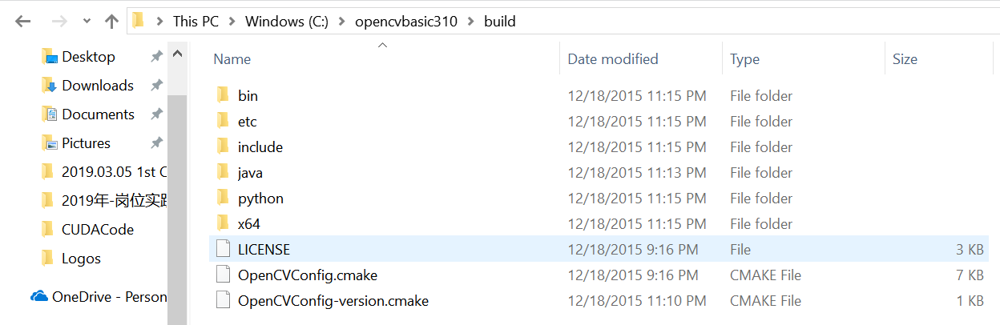 This PC > Windows (C:) > opencvbasic310 > build
Desktop
Downloads
Documents
Pictures
2019.03.05 1st C
2019年-岗位实践
CUDACode
Logos
OneDrive - Person
Name Date modified Type Size
bin 12/18/2015 11:15 PM File folder
etc 12/18/2015 11:15 PM File folder
include 12/18/2015 11:15 PM File folder
java 12/18/2015 11:13 PM File folder
python 12/18/2015 11:15 PM File folder
x64 12/18/2015 11:15 PM File folder
LICENSE 12/18/2015 9:16 PM File 3 KB
OpenCVConfig.cmake 12/18/2015 9:16 PM CMAKE File 7 KB
OpenCVConfig-version.cmake 12/18/2015 11:10 PM CMAKE File 1 KB